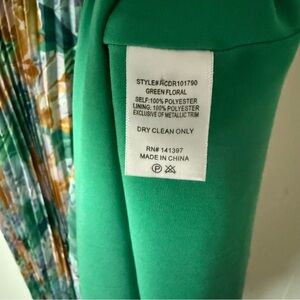 STYLE# RCDR101790
GREEN FLORAL
SELF:100% POLYESTER
LINING: 100% POLYESTER
EXCLUSIVE OF METALLIC TRIM
DRY CLEAN ONLY
RN# 141397
MADE IN CHINA
P